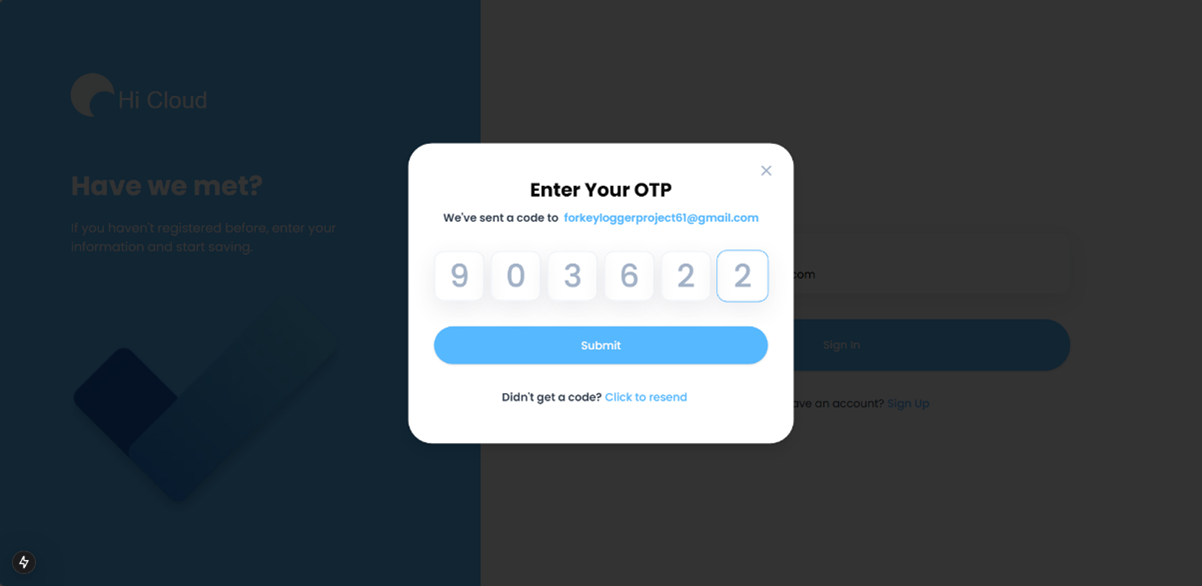 Hi Cloud
Have we met?
If you haven't registered before, enter your
information and start saving.
Enter Your OTP
We've sent a code to forkeyloggerproject61@gmail.com
9 0 3 6 2 2
Submit
Didn't get a code? Click to resend
.com
Sign In
ave an account? Sign Up